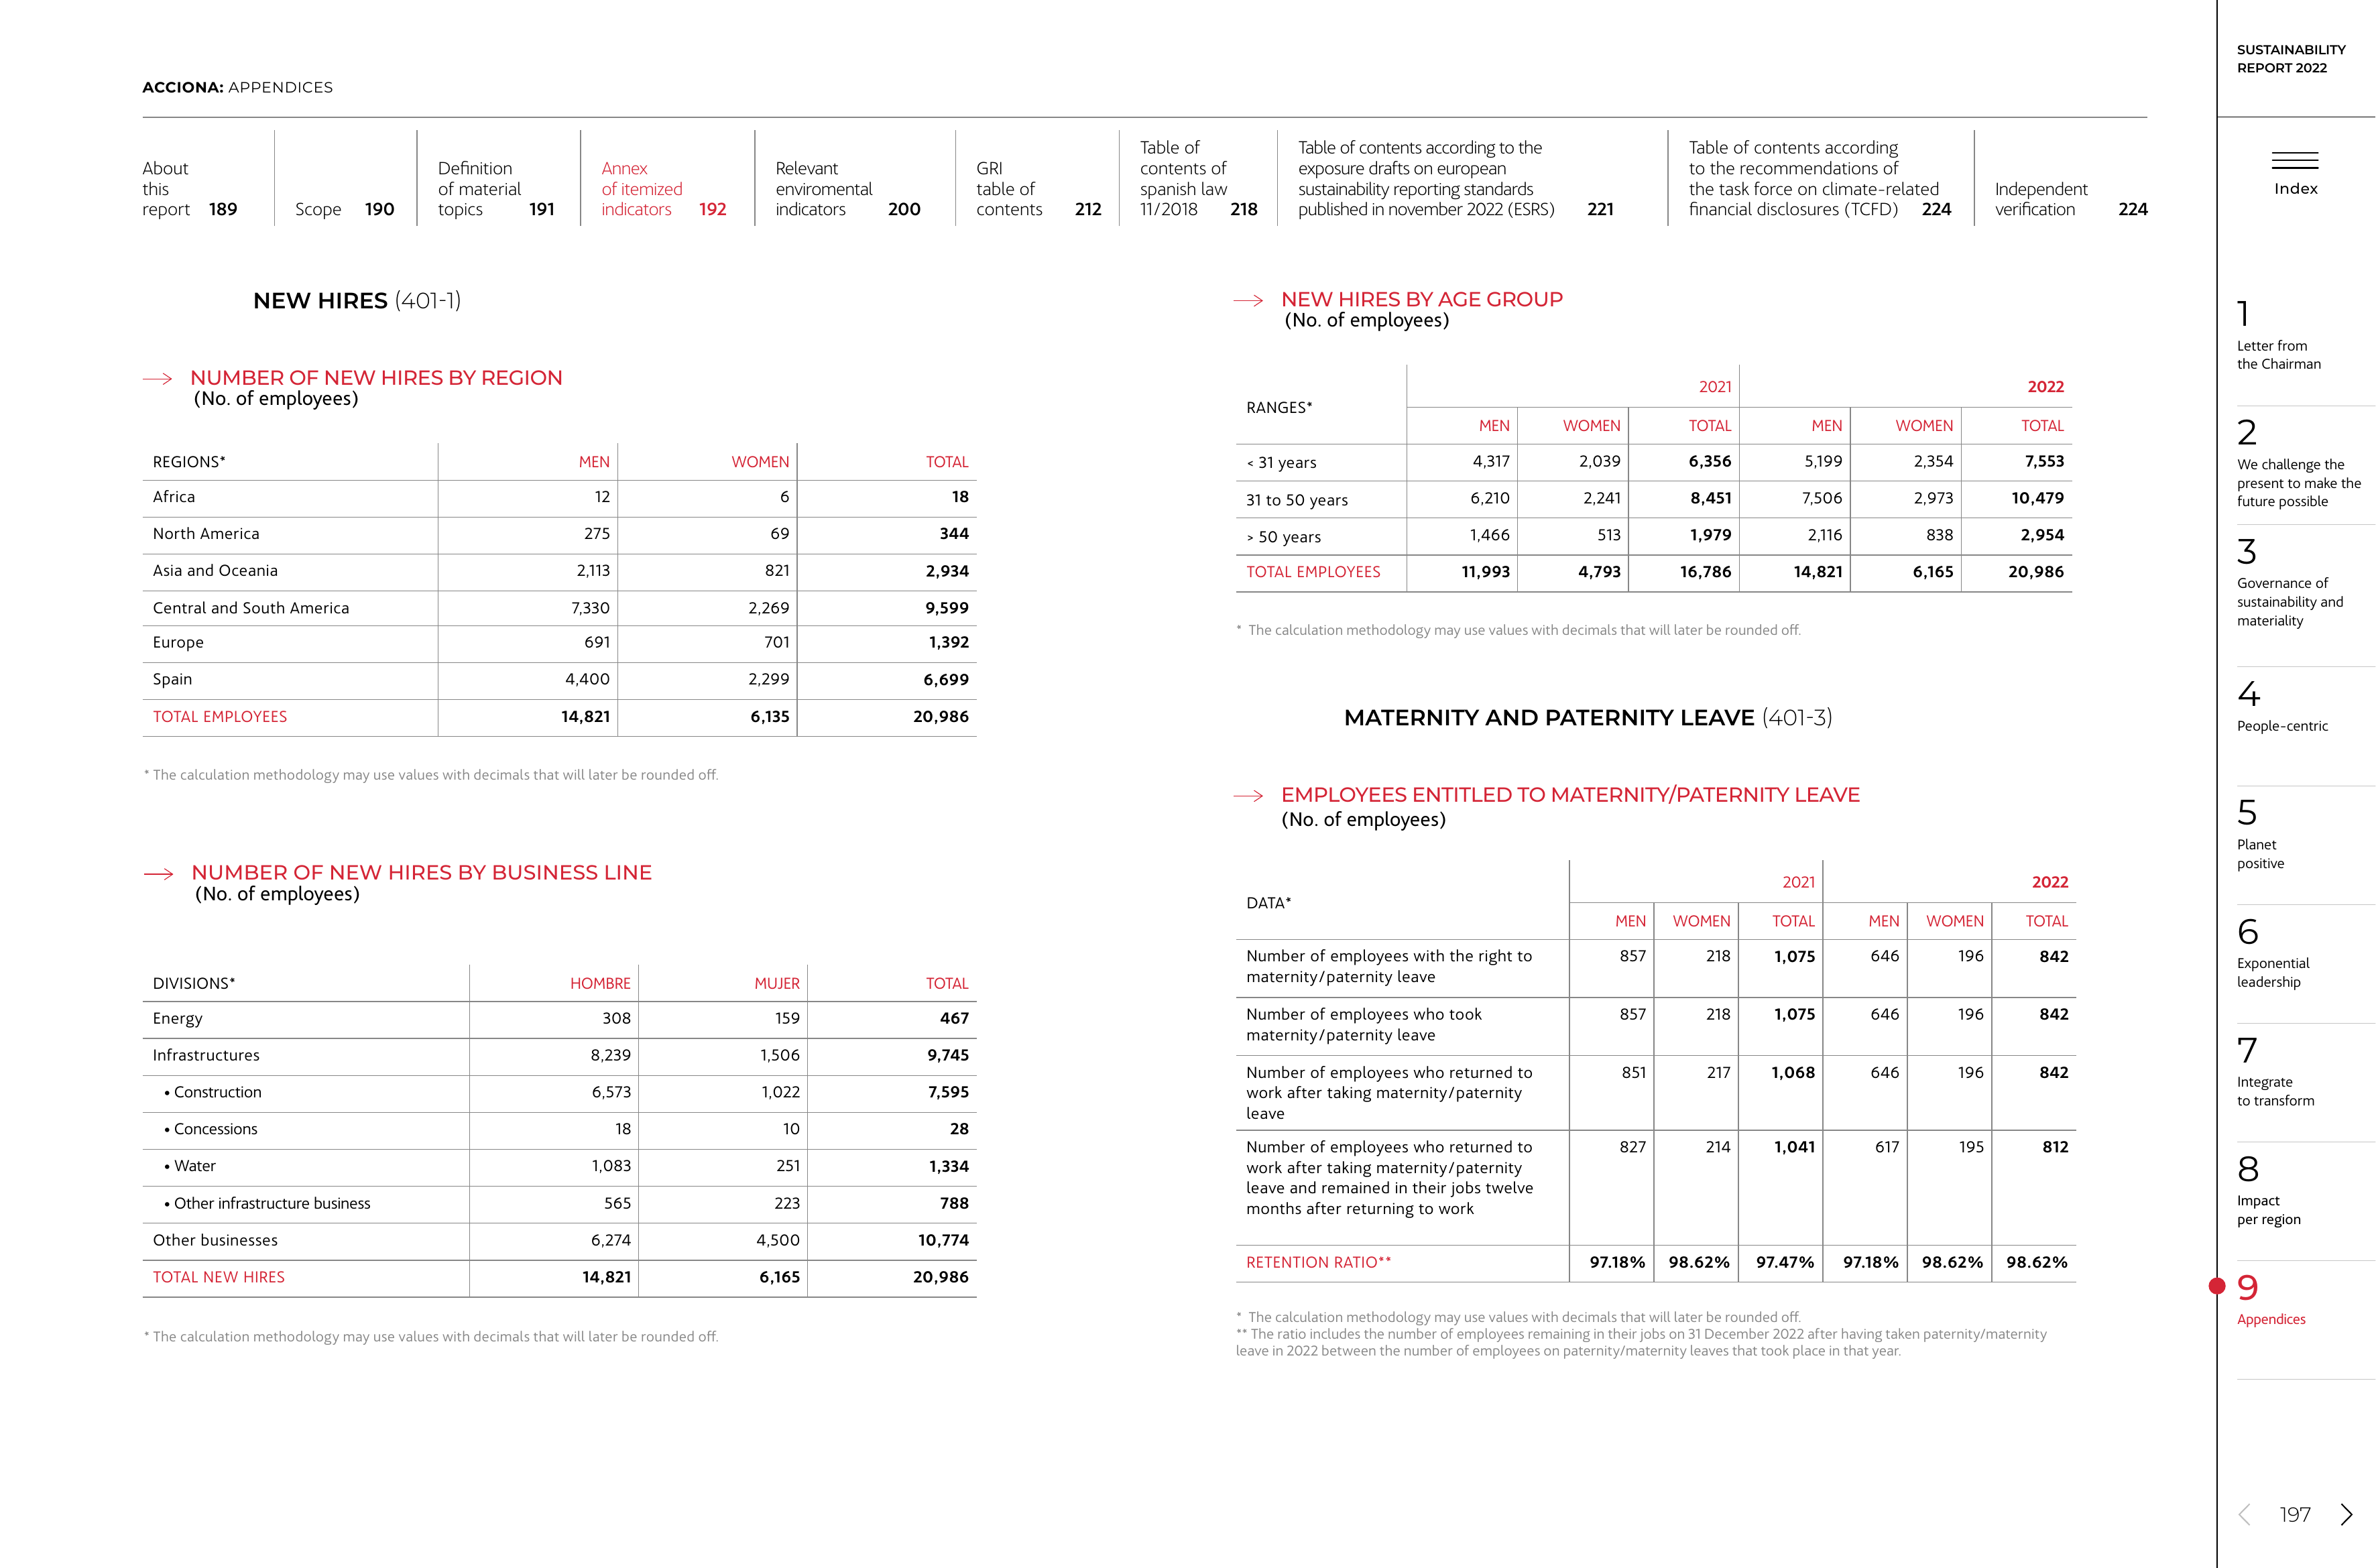 ACCIONA: APPENDICES
SUSTAINABILITY
REPORT 2022
About
this
report 189
Scope 190
Definition
of material
topics 191
Annex
of itemized
indicators 192
Relevant
enviromental
indicators 200
GRI
table of
contents 212
Table of
contents of
spanish law
11/2018 218
Table of contents according to the
exposure drafts on european
sustainability reporting standards
published in november 2022 (ESRS) 221
Table of contents according
to the recommendations of
the task force on climate-related
financial disclosures (TCFD) 224
Independent
verification 224
Index
NEW HIRES (401-1)
NUMBER OF NEW HIRES BY REGION
(No. of employees)
REGIONS* MEN WOMEN TOTAL
Africa 12 6 18
North America 275 69 344
Asia and Oceania 2,113 821 2,934
Central and South America 7,330 2,269 9,599
Europe 691 701 1,392
Spain 4,400 2,299 6,699
TOTAL EMPLOYEES 14,821 6,135 20,986
* The calculation methodology may use values with decimals that will later be rounded off.
NUMBER OF NEW HIRES BY BUSINESS LINE
(No. of employees)
DIVISIONS* HOMBRE MUJER TOTAL
Energy 308 159 467
Infrastructures 8,239 1,506 9,745
• Construction 6,573 1,022 7,595
• Concessions 18 10 28
• Water 1,083 251 1,334
• Other infrastructure business 565 223 788
Other businesses 6,274 4,500 10,774
TOTAL NEW HIRES 14,821 6,165 20,986
* The calculation methodology may use values with decimals that will later be rounded off.
NEW HIRES BY AGE GROUP
(No. of employees)
RANGES* 2021 2022
MEN WOMEN TOTAL MEN WOMEN TOTAL
< 31 years 4,317 2,039 6,356 5,199 2,354 7,553
31 to 50 years 6,210 2,241 8,451 7,506 2,973 10,479
> 50 years 1,466 513 1,979 2,116 838 2,954
TOTAL EMPLOYEES 11,993 4,793 16,786 14,821 6,165 20,986
* The calculation methodology may use values with decimals that will later be rounded off.
MATERNITY AND PATERNITY LEAVE (401-3)
EMPLOYEES ENTITLED TO MATERNITY/PATERNITY LEAVE
(No. of employees)
DATA* 2021 2022
MEN WOMEN TOTAL MEN WOMEN TOTAL
Number of employees with the right to 857 218 1,075 646 196 842
maternity/paternity leave
Number of employees who took 857 218 1,075 646 196 842
maternity/paternity leave
Number of employees who returned to 851 217 1,068 646 196 842
work after taking maternity/paternity
leave
Number of employees who returned to 827 214 1,041 617 195 812
work after taking maternity/paternity
leave and remained in their jobs twelve
months after returning to work
RETENTION RATIO** 97.18% 98.62% 97.47% 97.18% 98.62% 98.62%
* The calculation methodology may use values with decimals that will later be rounded off.
** The ratio includes the number of employees remaining in their jobs on 31 December 2022 after having taken paternity/maternity
leave in 2022 between the number of employees on paternity/maternity leaves that took place in that year.
1
Letter from
the Chairman
2
We challenge the
present to make the
future possible
3
Governance of
sustainability and
materiality
4
People-centric
5
Planet
positive
6
Exponential
leadership
7
Integrate
to transform
8
Impact
per region
9
Appendices
197